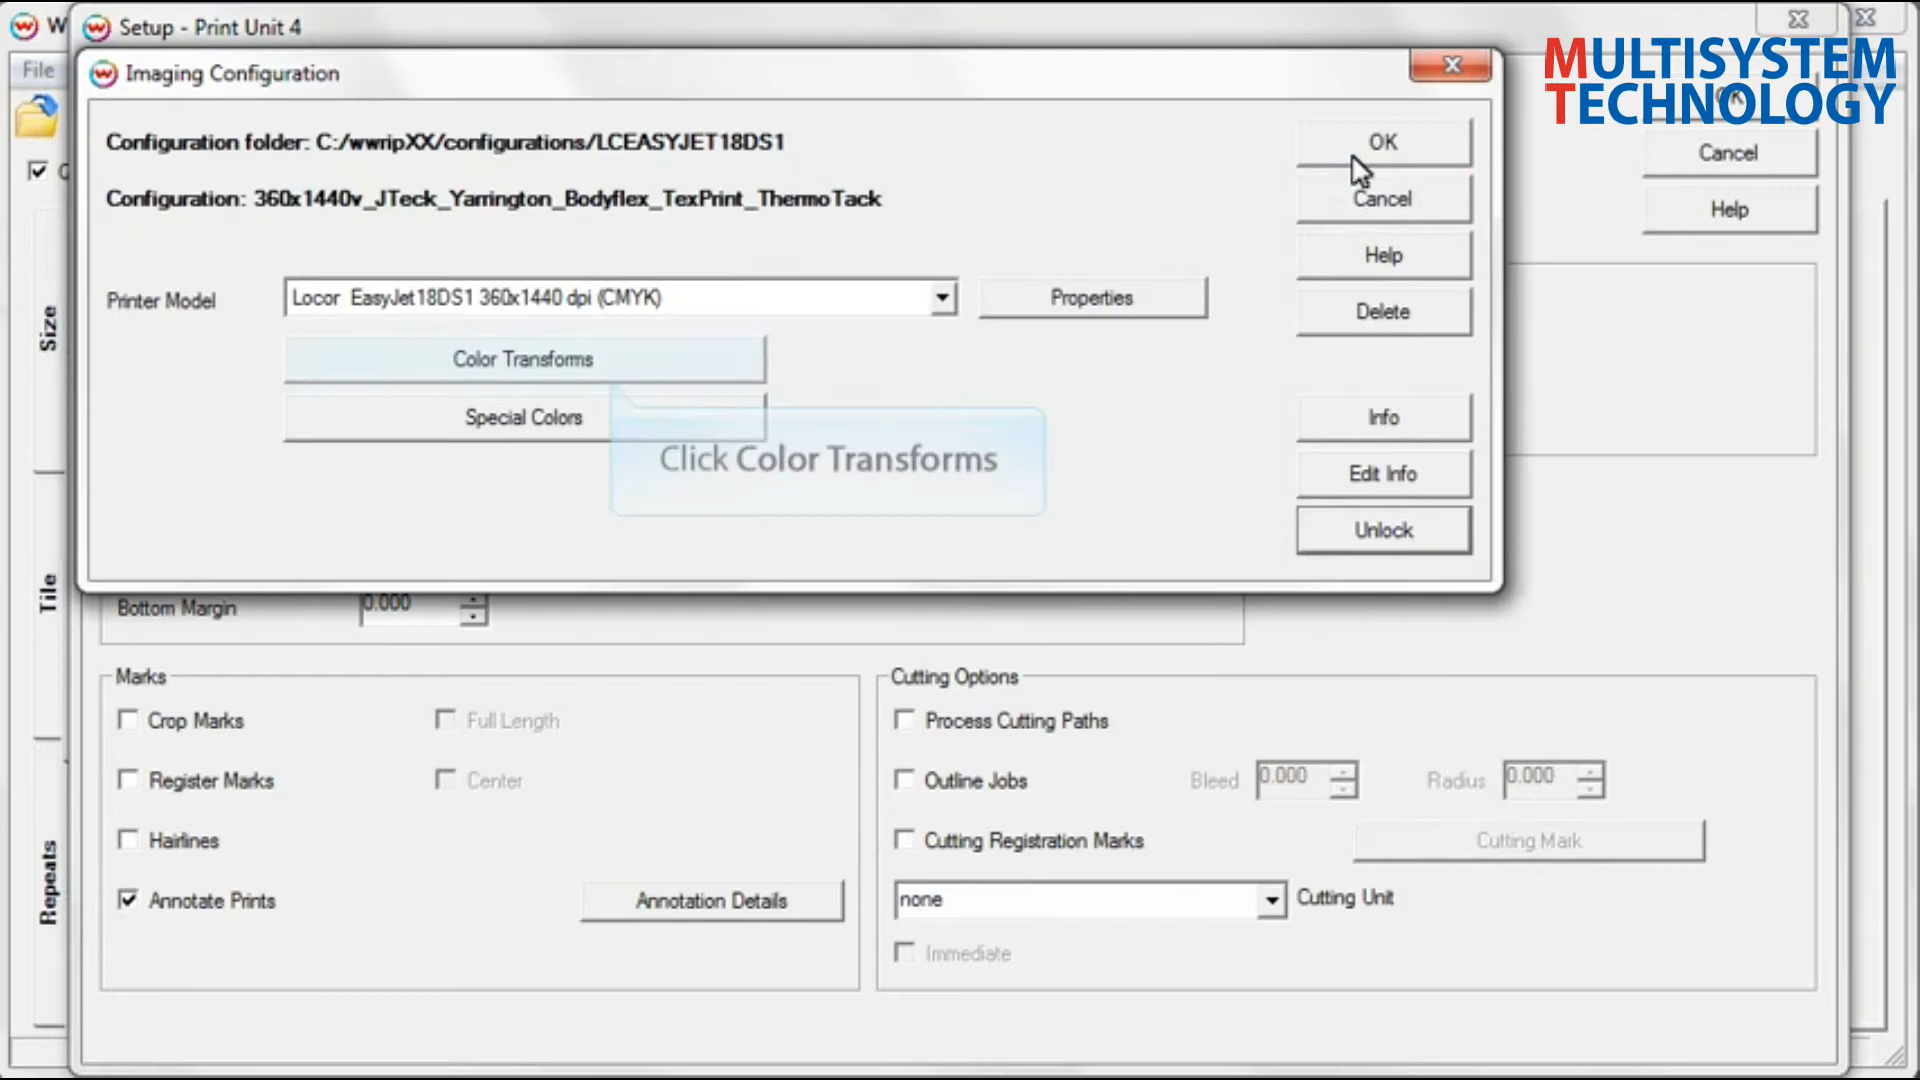 W
Setup - Print Unit 4
MULTISYSTEM
TECHNOLOGY
File
Imaging Configuration
Configuration folder: C:/wwripXX/configurations/LCEASYJET18DS1
Configuration: 360x1440v_JTeck_Yarrington_Bodyflex_TexPrint_ThermoTack
OK
Cancel
Help
Delete
Info
Edit Info
Unlock
OK
Cancel
Help
Printer Model
Locor EasyJet18DS1 360x1440 dpi (CMYK)
Properties
Color Transforms
Special Colors
Click Color Transforms
Size
Tile
Repeats
Bottom Margin
0.000
Marks
Crop Marks
Full Length
Register Marks
Center
Hairlines
Annotate Prints
Annotation Details
Cutting Options
Process Cutting Paths
Outline Jobs
Bleed
0.000
Radius
0.000
Cutting Registration Marks
Cutting Mark
none
Cutting Unit
Immediate